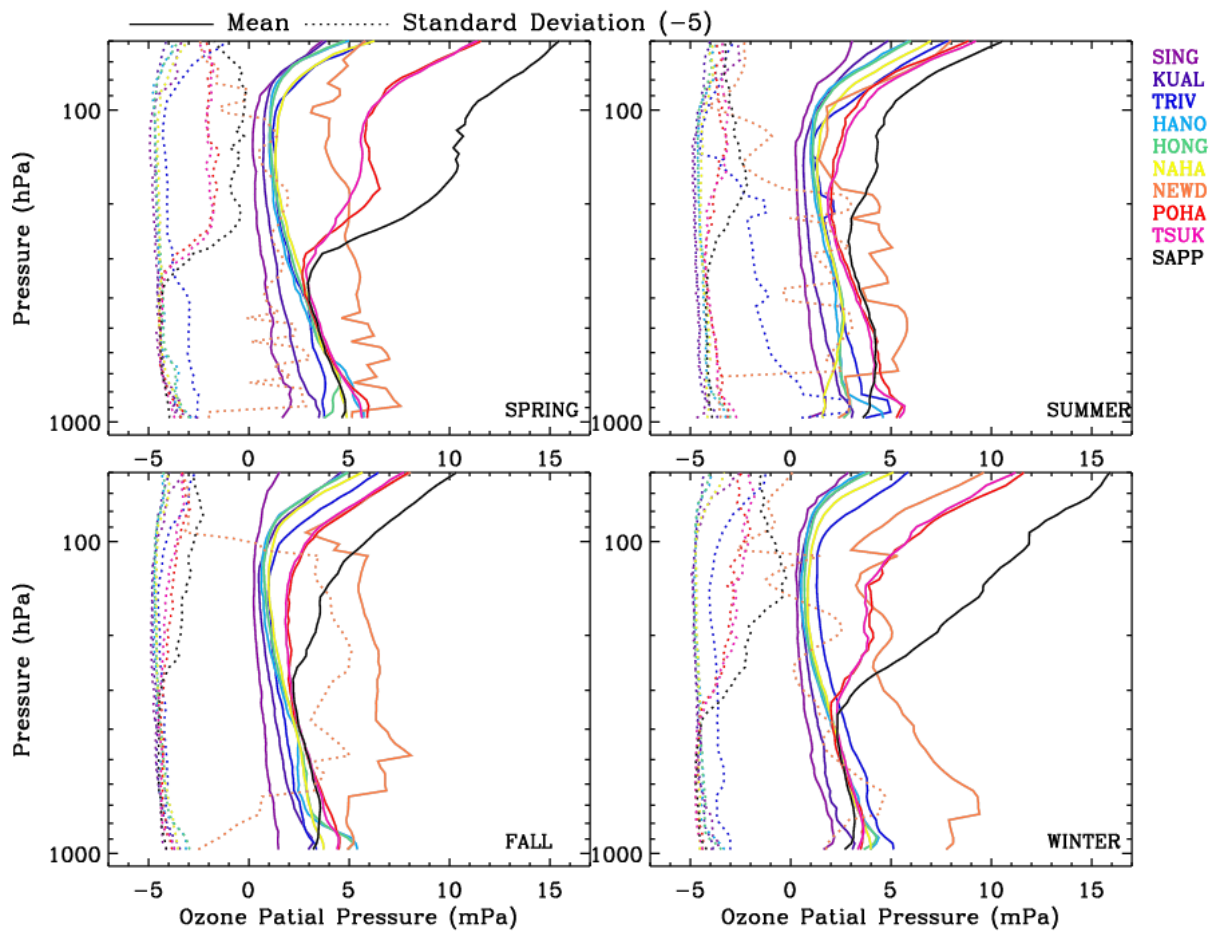 Mean Standard Deviation (−5)
Pressure (hPa)
100
1000
SPRING
−5 0 5 10 15
100
1000
SUMMER
−5 0 5 10 15
SING
KUAL
TRIV
HANO
HONG
NAHA
NEWD
POHA
TSUK
SAPP
Pressure (hPa)
100
1000
FALL
−5 0 5 10 15
Ozone Patial Pressure (mPa)
100
1000
WINTER
−5 0 5 10 15
Ozone Patial Pressure (mPa)